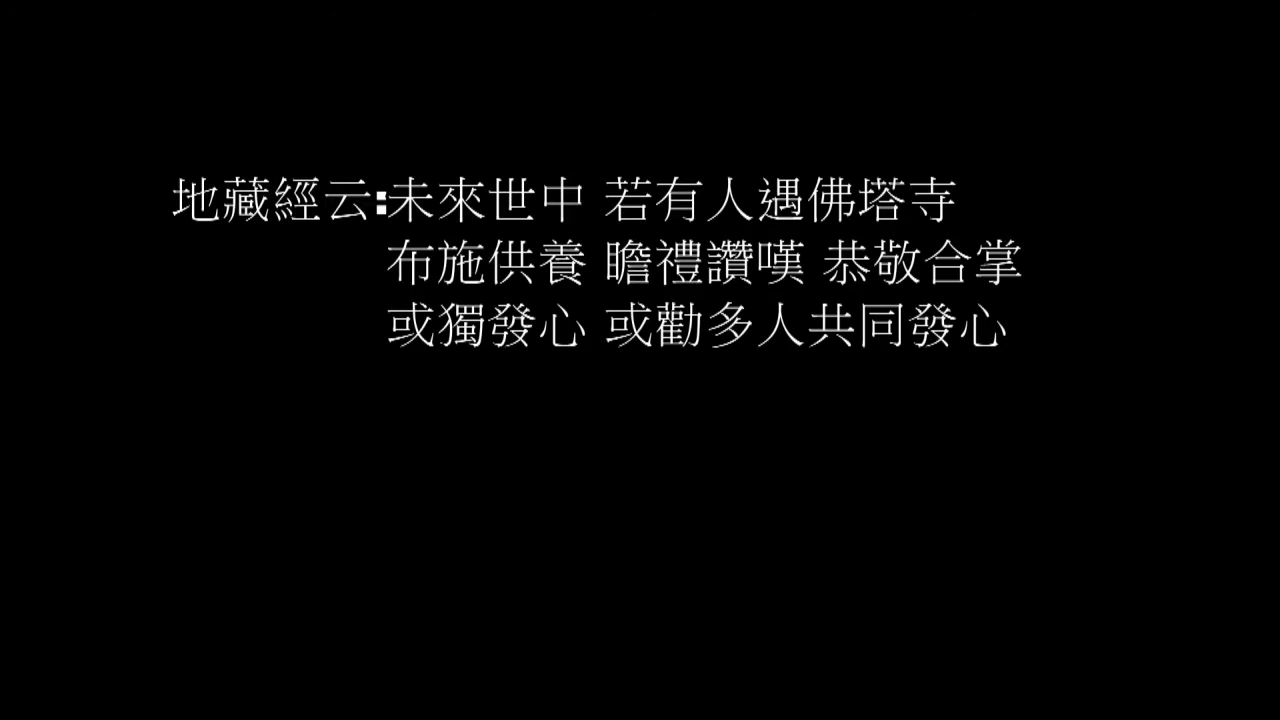 地藏經云:未來世中 若有人遇佛塔寺
布施供養 瞻禮讚嘆 恭敬合掌
或獨發心 或勸多人共同發心